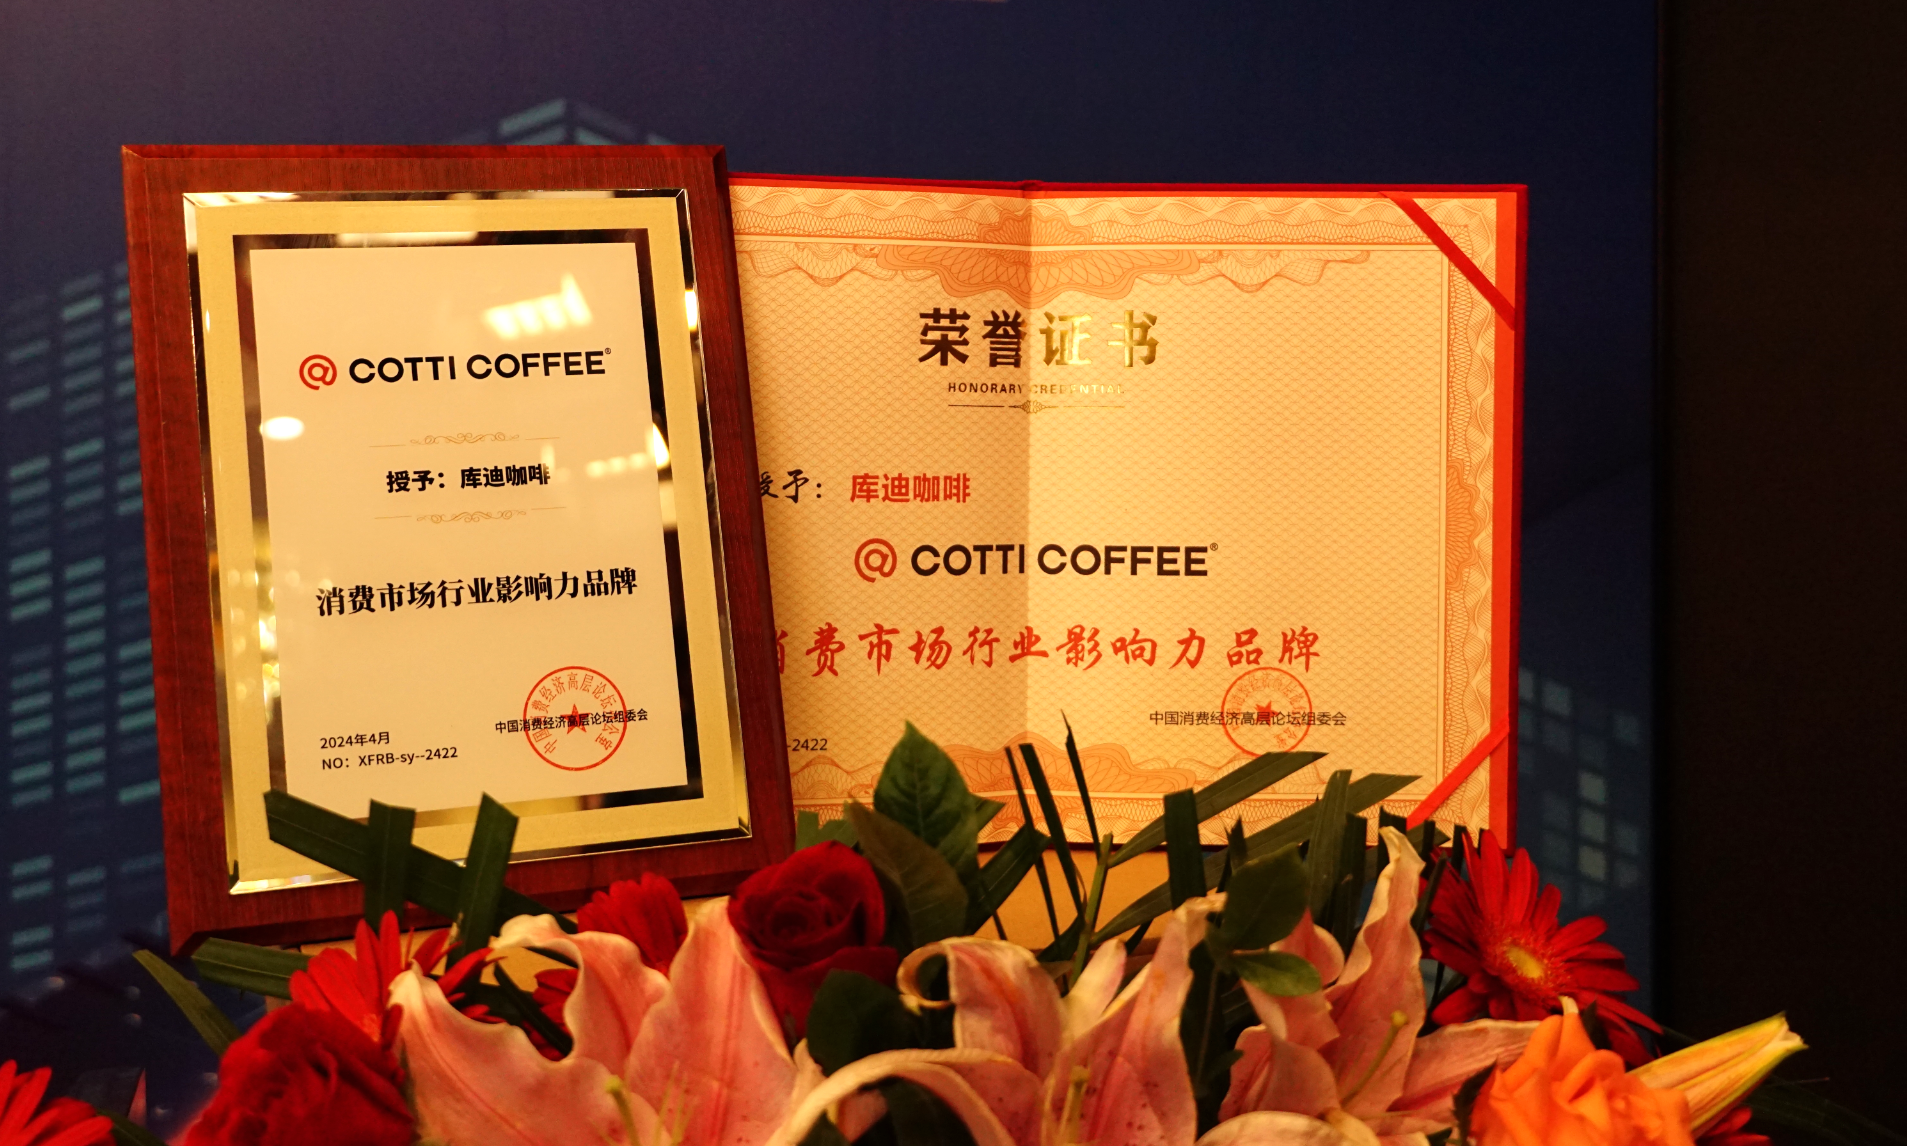 @ COTTI COFFEE®
授予：库迪咖啡
消费市场行业影响力品牌
中国消费经济高层论坛组委会
2024年4月
NO：XFRB-sy--2422
荣誉证书
HONORARY CREDENTIAL
授予：库迪咖啡
@ COTTI COFFEE®
消费市场行业影响力品牌
中国消费经济高层论坛组委会
-2422